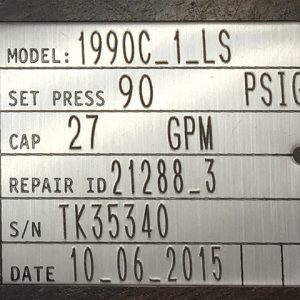 MODEL: 1990C_1_LS
SET PRESS 90 PSIG
CAP 27 GPM
REPAIR ID 21288_3
S/N TK35340
DATE 10_06_2015